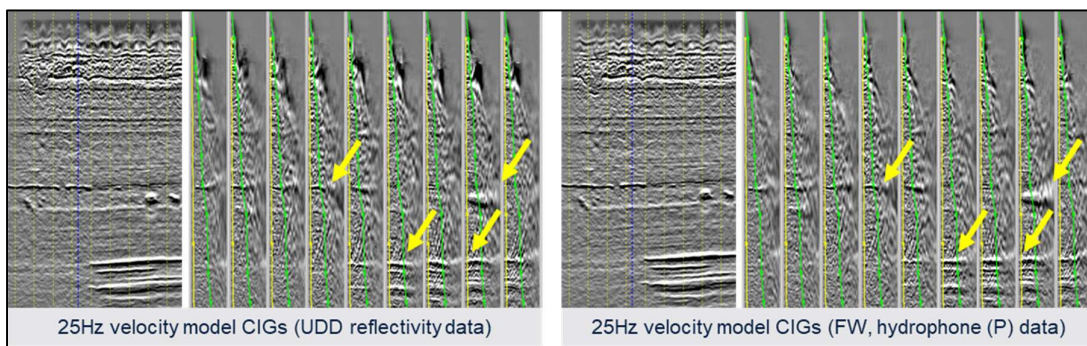 25Hz velocity model CIGs (UDD reflectivity data)
25Hz velocity model CIGs (FW, hydrophone (P) data)